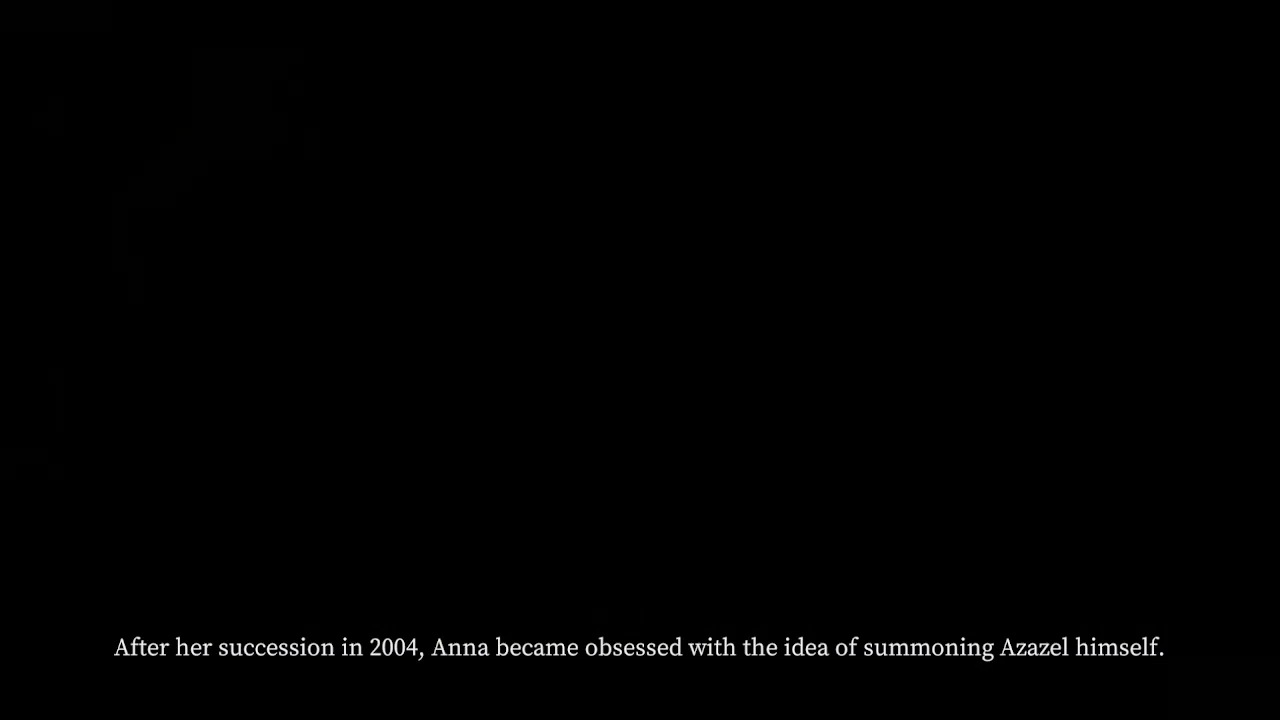 After her succession in 2004, Anna became obsessed with the idea of summoning Azazel himself.